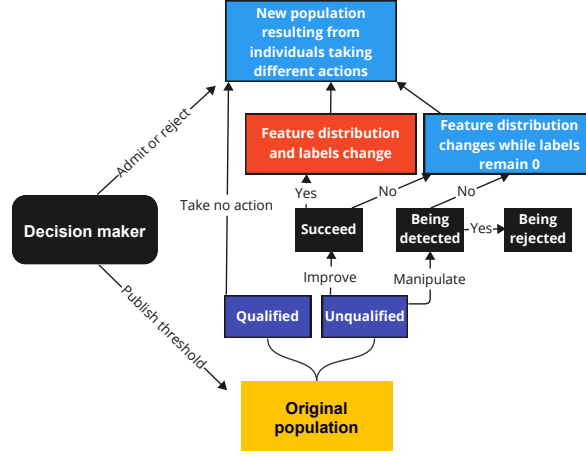 New population
resulting from
individuals taking
different actions
Admit or reject
Feature distribution
and labels change
Feature distribution
changes while labels
remain 0
Yes
No
No
Take no action
Decision maker
Succeed
Being
detected
Yes
Being
rejected
Improve
Manipulate
Publish threshold
Qualified
Unqualified
Original
population